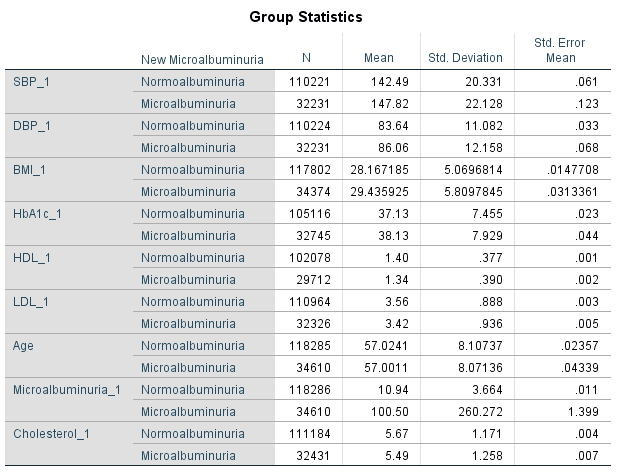 Group Statistics
New Microalbuminuria N Mean Std. Deviation Std. Error Mean
SBP_1 Normoalbuminuria 110221 142.49 20.331 .061
Microalbuminuria 32231 147.82 22.128 .123
DBP_1 Normoalbuminuria 110224 83.64 11.082 .033
Microalbuminuria 32231 86.06 12.158 .068
BMI_1 Normoalbuminuria 117802 28.167185 5.0696814 .0147708
Microalbuminuria 34374 29.435925 5.8097845 .0313361
HbA1c_1 Normoalbuminuria 105116 37.13 7.455 .023
Microalbuminuria 32745 38.13 7.929 .044
HDL_1 Normoalbuminuria 102078 1.40 .377 .001
Microalbuminuria 29712 1.34 .390 .002
LDL_1 Normoalbuminuria 110964 3.56 .888 .003
Microalbuminuria 32326 3.42 .936 .005
Age Normoalbuminuria 118285 57.0241 8.10737 .02357
Microalbuminuria 34610 57.0011 8.07136 .04339
Microalbuminuria_1 Normoalbuminuria 118286 10.94 3.664 .011
Microalbuminuria 34610 100.50 260.272 1.399
Cholesterol_1 Normoalbuminuria 111184 5.67 1.171 .004
Microalbuminuria 32431 5.49 1.258 .007